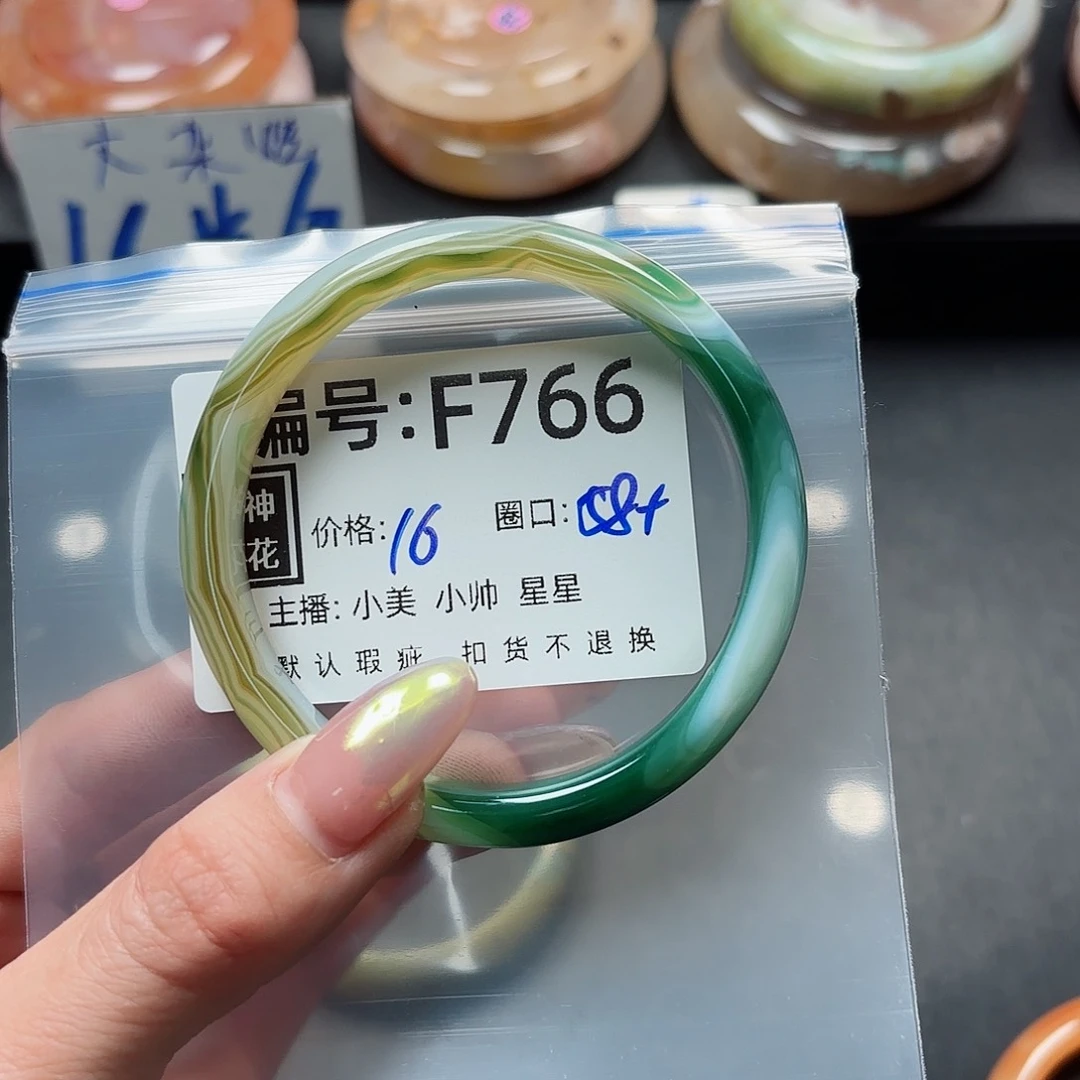 编号:F766
神
花
价格:16 圈口:58+
主播: 小美 小帅 星星
默认瑕疵 扣货不退换